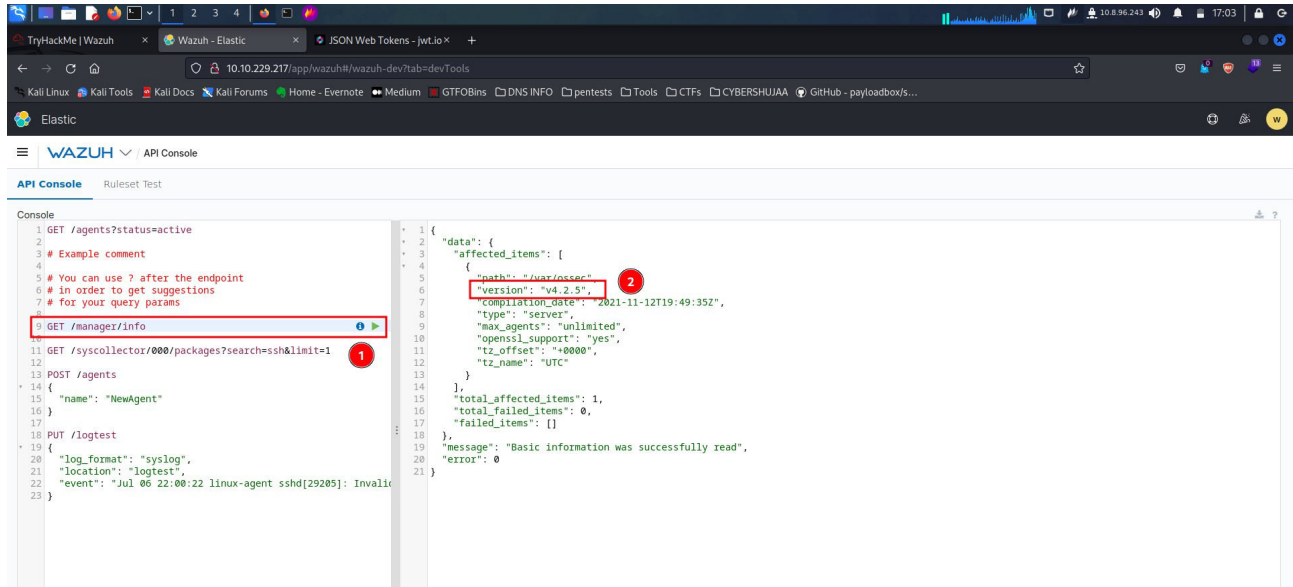 1 2 3 4 10.8.96.243 17:03
TryHackMe | Wazuh × Wazuh - Elastic × JSON Web Tokens - jwt.io × +
10.10.229.217/app/wazuh#/wazuh-dev?tab=devTools 13
Kali Linux Kali Tools Kali Docs Kali Forums Home - Evernote Medium GTFOBins DNS INFO pentests Tools CTFs CYBERSHUJAA GitHub - payloadbox/s...
Elastic W
WAZUH / API Console
API Console Ruleset Test
Console ?
1 GET /agents?status=active
2
3 # Example comment
4
5 # You can use ? after the endpoint
6 # in order to get suggestions
7 # for your query params
8
9 GET /manager/info
10
11 GET /syscollector/000/packages?search=ssh&limit=1
1
12
13 POST /agents
14 {
15 "name": "NewAgent"
16 }
17
18 PUT /logtest
19 {
20 "log_format": "syslog",
21 "location": "logtest",
22 "event": "Jul 06 22:00:22 linux-agent sshd[29205]: Invalid
23 }
1 {
2 "data": {
3 "affected_items": [
4 {
5 "path": "/var/ossec",
6 "version": "v4.2.5",
2
7 "compilation_date": "2021-11-12T19:49:35Z",
8 "type": "server",
9 "max_agents": "unlimited",
10 "openssl_support": "yes",
11 "tz_offset": "+0000",
12 "tz_name": "UTC"
13 }
14 ],
15 "total_affected_items": 1,
16 "total_failed_items": 0,
17 "failed_items": []
18 },
19 "message": "Basic information was successfully read",
20 "error": 0
21 }